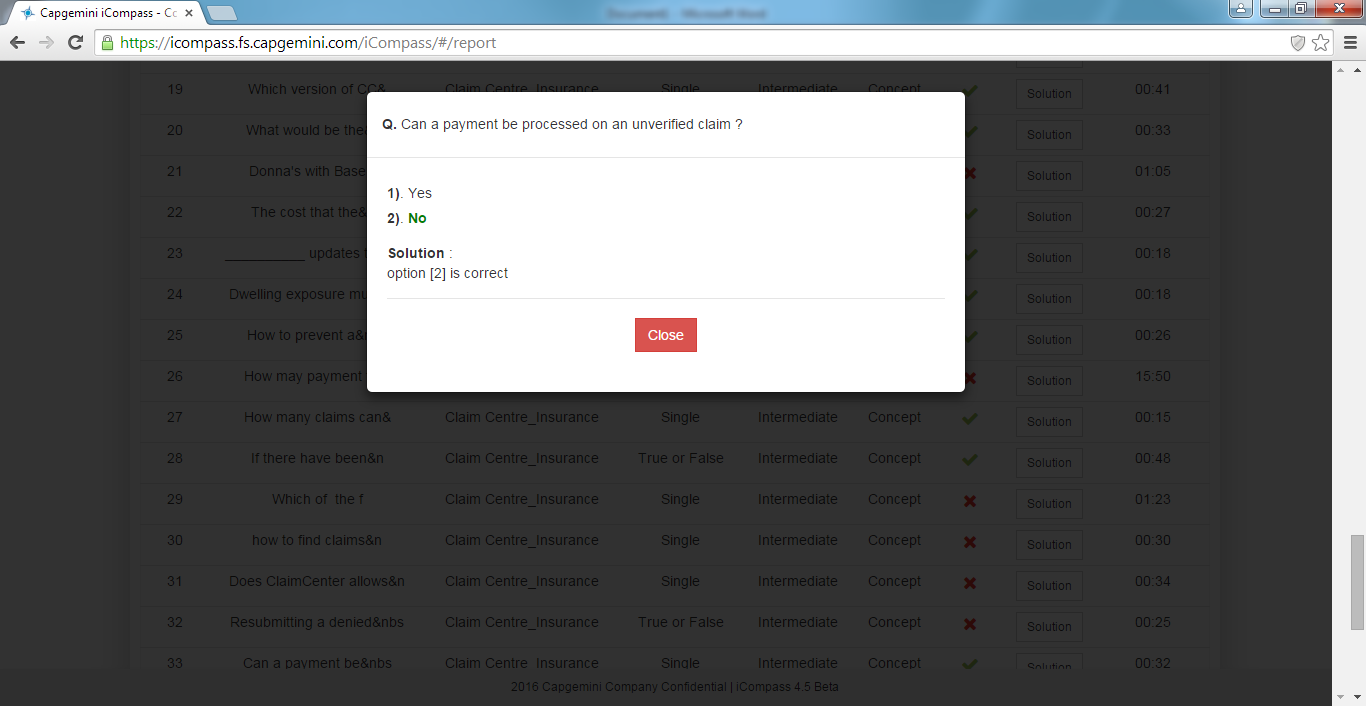 Capgemini iCompass - Co
Document1 - Microsoft Word
https://icompass.fs.capgemini.com/iCompass/#/report
19 Which version of CC& Claim Centre_Insurance Single Intermediate Concept Solution 00:41
20 What would be the& Solution 00:33
21 Donna's with Base Solution 01:05
22 The cost that the& Solution 00:27
23 __________ updates Solution 00:18
24 Dwelling exposure mu Solution 00:18
25 How to prevent a& Solution 00:26
26 How may payment Solution 15:50
Q. Can a payment be processed on an unverified claim ?
1). Yes
2). No
Solution :
option [2] is correct
Close
27 How many claims can& Claim Centre_Insurance Single Intermediate Concept Solution 00:15
28 If there have been&n Claim Centre_Insurance True or False Intermediate Concept Solution 00:48
29 Which of the f Claim Centre_Insurance Single Intermediate Concept Solution 01:23
30 how to find claims&n Claim Centre_Insurance Single Intermediate Concept Solution 00:30
31 Does ClaimCenter allows&n Claim Centre_Insurance Single Intermediate Concept Solution 00:34
32 Resubmitting a denied&nbs Claim Centre_Insurance True or False Intermediate Concept Solution 00:25
33 Can a payment be&nbs Claim Centre_Insurance Single Intermediate Concept Solution 00:32
2016 Capgemini Company Confidential | iCompass 4.5 Beta